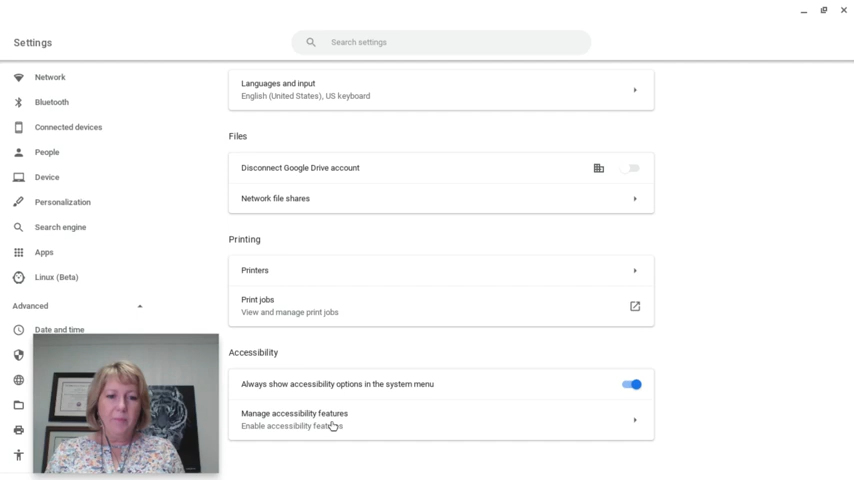 Settings
Search settings
Network
Bluetooth
Connected devices
People
Device
Personalization
Search engine
Apps
Linux (Beta)
Advanced
Date and time
Languages and input
English (United States), US keyboard
Files
Disconnect Google Drive account
Network file shares
Printing
Printers
Print jobs
View and manage print jobs
Accessibility
Always show accessibility options in the system menu
Manage accessibility features
Enable accessibility features